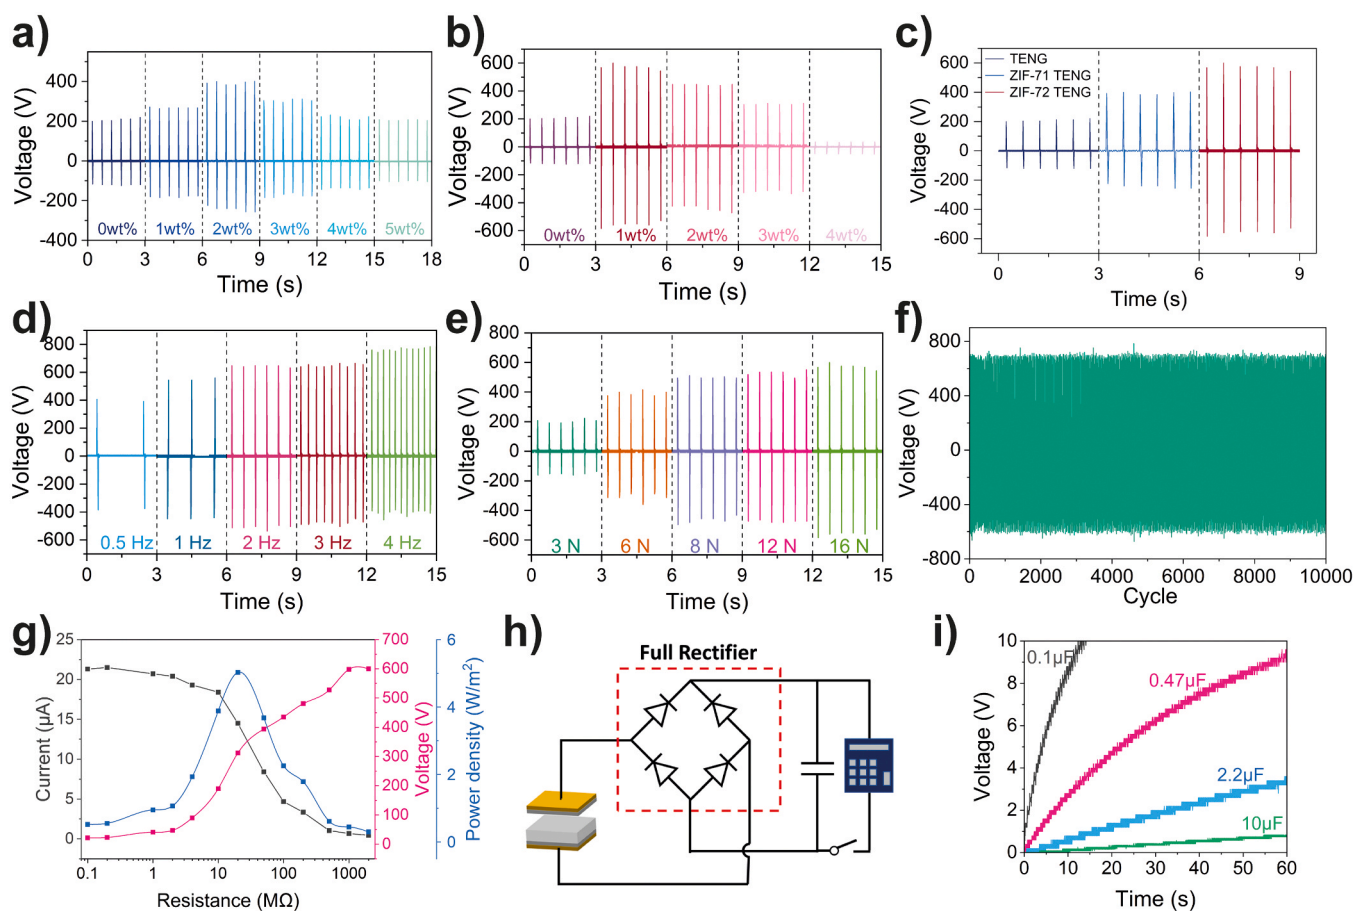 a)
Voltage (V)
400
200
0
-200
-400
0wt% 1wt% 2wt% 3wt% 4wt% 5wt%
0 3 6 9 12 15 18
Time (s)
b)
Voltage (V)
600
400
200
0
-200
-400
-600
0wt% 1wt% 2wt% 3wt% 4wt%
0 3 6 9 12 15
Time (s)
c)
Voltage (V)
600
400
200
0
-200
-400
-600
TENG
ZIF-71 TENG
ZIF-72 TENG
0 3 6 9
Time (s)
d)
Voltage (V)
800
600
400
200
0
-200
-400
-600
0.5 Hz 1 Hz 2 Hz 3 Hz 4 Hz
0 3 6 9 12 15
Time (s)
e)
Voltage (V)
800
600
400
200
0
-200
-400
-600
3 N 6 N 8 N 12 N 16 N
0 3 6 9 12 15
Time (s)
f)
Voltage (V)
800
400
0
-400
-800
0 2000 4000 6000 8000 10000
Cycle
g)
Current (µA)
25
20
15
10
5
0
700
600
500
400
300
200
100
0
Voltage (V)
6
4
2
0
Power density (W/m²)
0.1 1 10 100 1000
Resistance (MΩ)
h)
Full Rectifier
i)
Voltage (V)
10
8
6
4
2
0
0.1µF
0.47µF
2.2µF
10µF
0 10 20 30 40 50 60
Time (s)